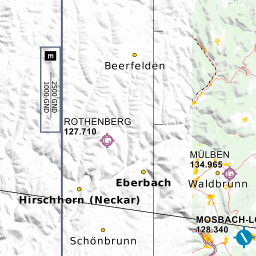 Beerfelden
E
2500 GND
1000 GND
ROTHENBERG
127.710
MÜLBEN
134.965
Eberbach
Waldbrunn
Hirschhorn (Neckar)
MOSBACH-LO
128.340
Schönbrunn